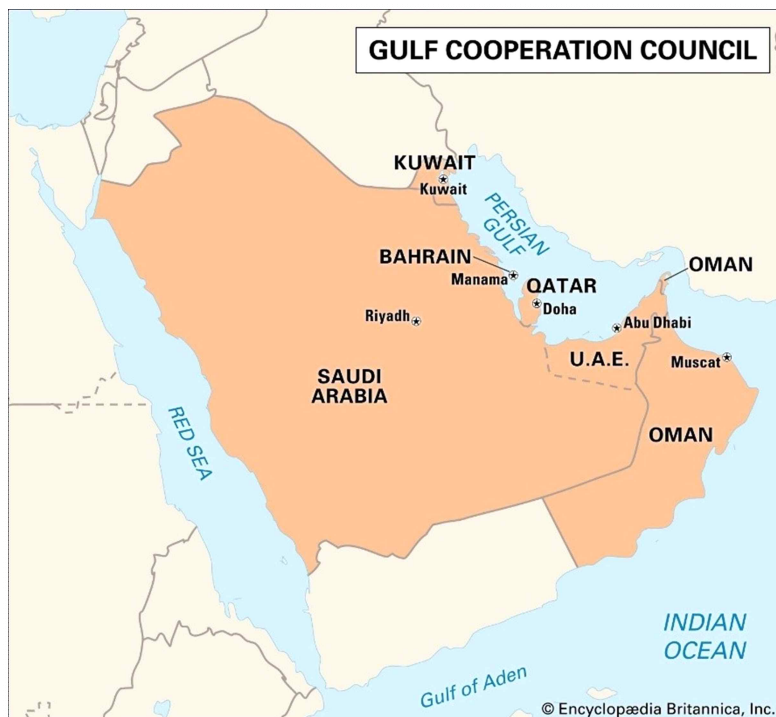 GULF COOPERATION COUNCIL
KUWAIT
Kuwait
PERSIAN
GULF
BAHRAIN
Manama
QATAR
Doha
OMAN
Riyadh
Abu Dhabi
U.A.E.
Muscat
SAUDI
ARABIA
RED SEA
OMAN
INDIAN
OCEAN
Gulf of Aden
© Encyclopædia Britannica, Inc.